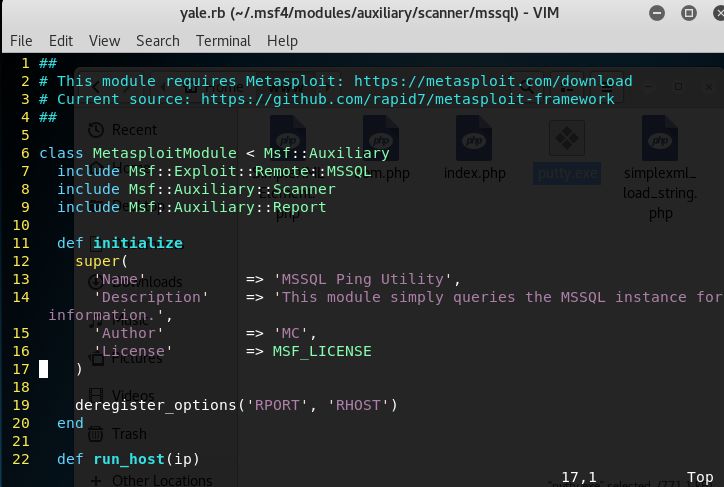 yale.rb (~/.msf4/modules/auxiliary/scanner/mssql) - VIM
File Edit View Search Terminal Help
1 ##
2 # This module requires Metasploit: https://metasploit.com/download
3 # Current source: https://github.com/rapid7/metasploit-framework
4 ##
5
6 class MetasploitModule < Msf::Auxiliary
7   include Msf::Exploit::Remote::MSSQL
8   include Msf::Auxiliary::Scanner
9   include Msf::Auxiliary::Report
10
11   def initialize
12     super(
13       'Name'           => 'MSSQL Ping Utility',
14       'Description'    => 'This module simply queries the MSSQL instance for
information.',
15       'Author'         => 'MC',
16       'License'        => MSF_LICENSE
17     )
18
19     deregister_options('RPORT', 'RHOST')
20   end
21
22   def run_host(ip)
17,1 Top
Home
Recent
Downloads
Music
Pictures
Videos
Trash
+ Other Locations
php
php
index.php
putty.exe
simplexml_
load_string.
php